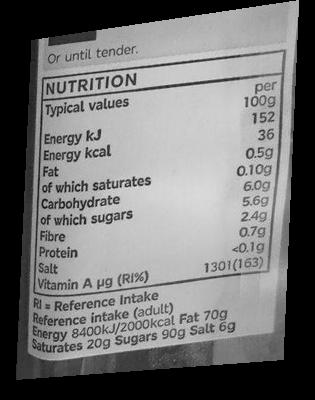 Or until tender.
NUTRITION
Typical values per 100g
Energy kJ 152
Energy kcal 36
Fat 0.5g
of which saturates 0.10g
Carbohydrate 6.0g
of which sugars 5.6g
Fibre 2.4g
Protein 0.7g
Salt <0.1g
Vitamin A µg (RI%) 1301(163)
RI = Reference Intake
Reference intake (adult)
Energy 8400kJ/2000kcal Fat 70g
Saturates 20g Sugars 90g Salt 6g